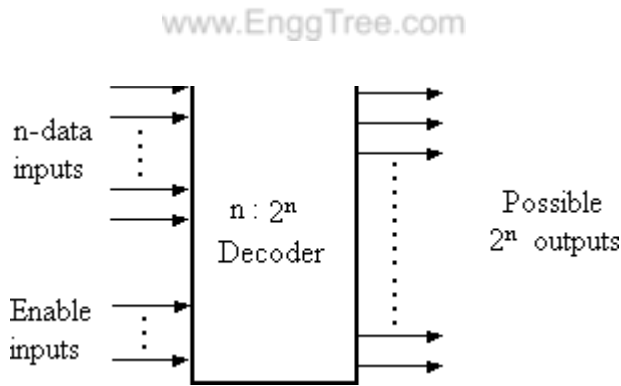 www.EnggTree.com
n-data
inputs
n : 2ⁿ
Decoder
Possible
2ⁿ outputs
Enable
inputs